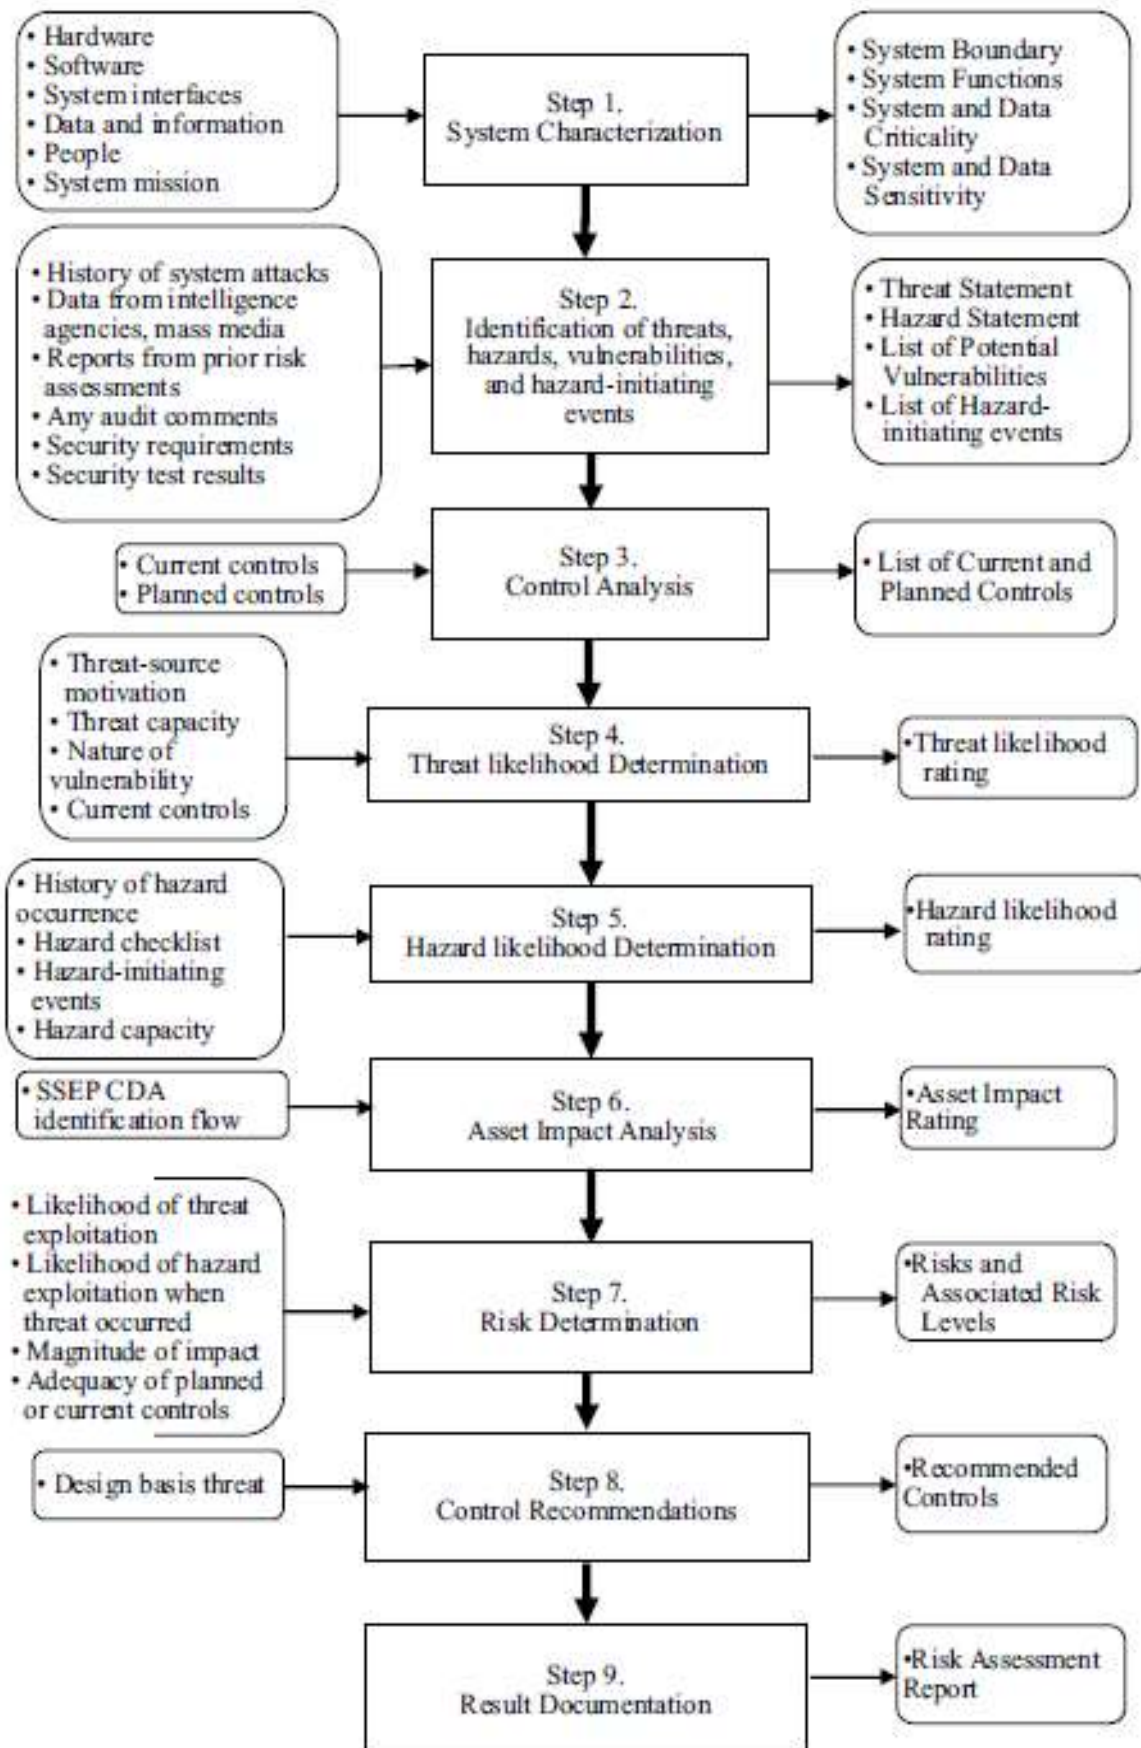 • Hardware
• Software
• System interfaces
• Data and information
• People
• System mission
Step 1.
System Characterization
• System Boundary
• System Functions
• System and Data
Criticality
• System and Data
Sensitivity
• History of system attacks
• Data from intelligence
agencies, mass media
• Reports from prior risk
assessments
• Any audit comments
• Security requirements
• Security test results
Step 2.
Identification of threats,
hazards, vulnerabilities,
and hazard-initiating
events
• Threat Statement
• Hazard Statement
• List of Potential
Vulnerabilities
• List of Hazard-
initiating events
• Current controls
• Planned controls
Step 3.
Control Analysis
• List of Current and
Planned Controls
• Threat-source
motivation
• Threat capacity
• Nature of
vulnerability
• Current controls
Step 4.
Threat likelihood Determination
•Threat likelihood
rating
• History of hazard
occurrence
• Hazard checklist
• Hazard-initiating
events
• Hazard capacity
Step 5.
Hazard likelihood Determination
•Hazard likelihood
rating
• SSEP CDA
identification flow
Step 6.
Asset Impact Analysis
•Asset Impact
Rating
• Likelihood of threat
exploitation
• Likelihood of hazard
exploitation when
threat occurred
• Magnitude of impact
• Adequacy of planned
or current controls
Step 7.
Risk Determination
•Risks and
Associated Risk
Levels
• Design basis threat
Step 8.
Control Recommendations
•Recommended
Controls
Step 9.
Result Documentation
•Risk Assessment
Report